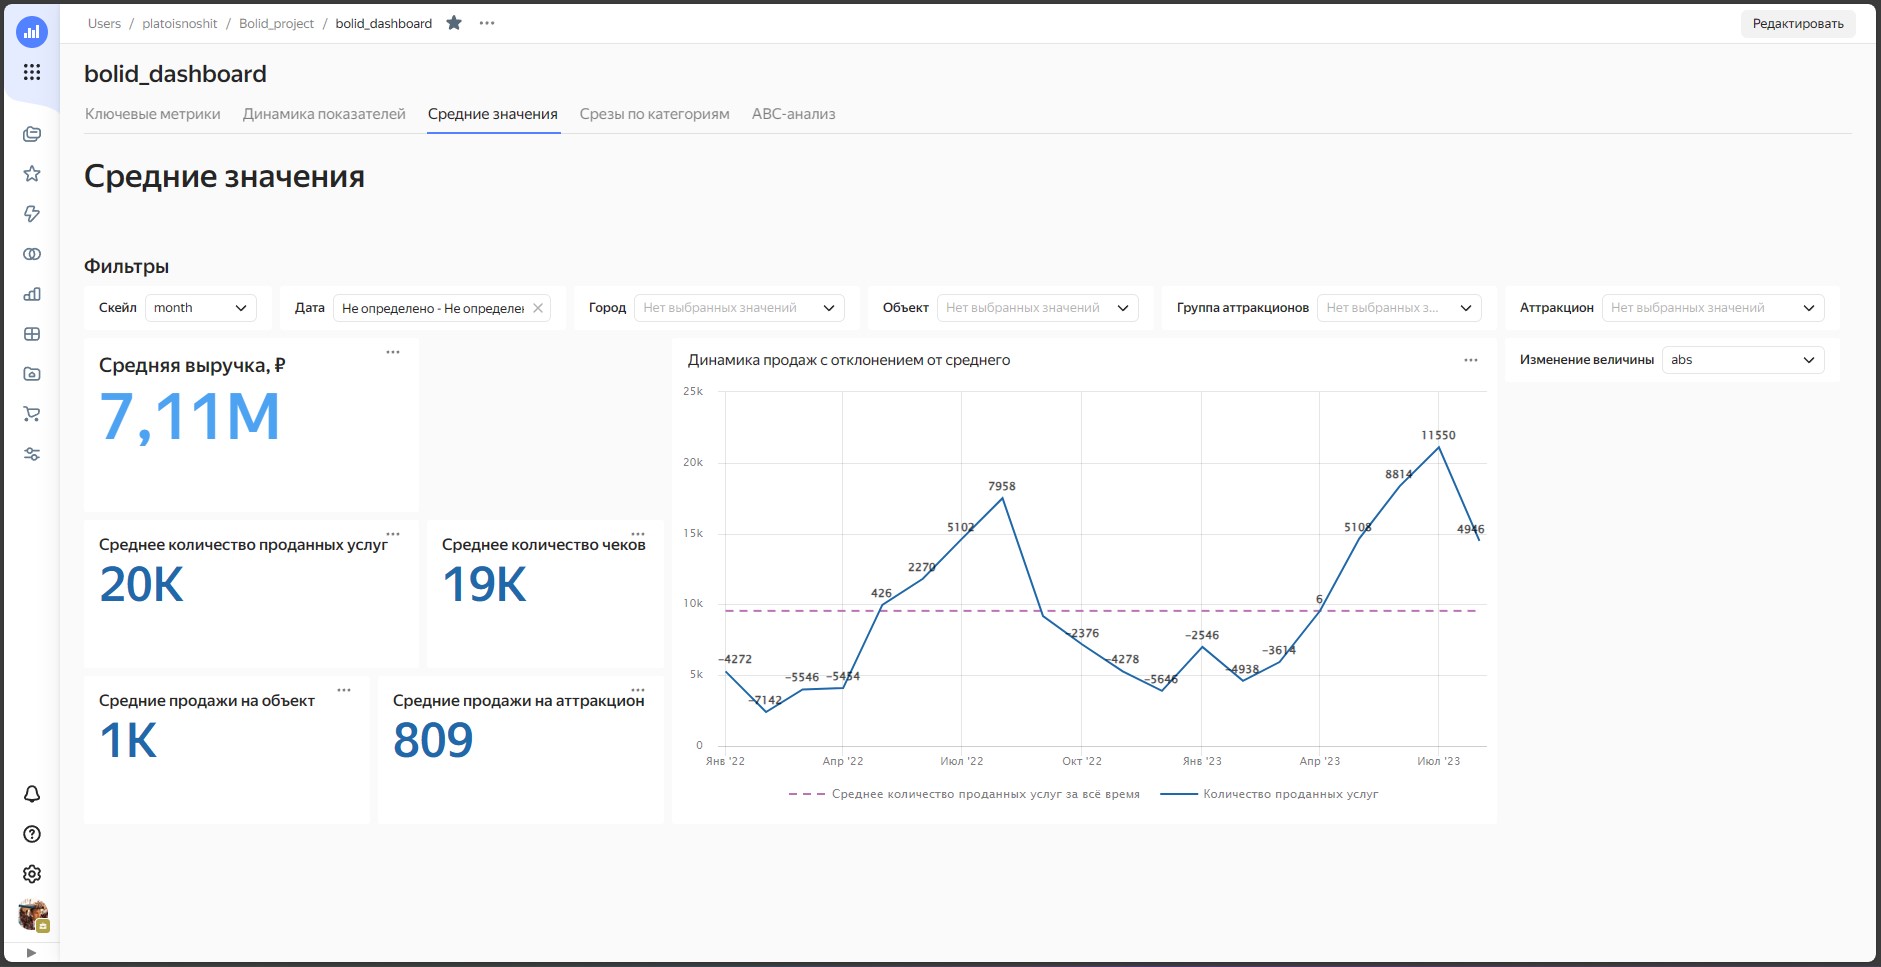 Users / platoisnoshit / Bolid_project / bolid_dashboard
Редактировать
bolid_dashboard
Ключевые метрики
Динамика показателей
Средние значения
Срезы по категориям
ABC-анализ
Средние значения
Фильтры
Скейл month
Дата Не определено - Не определен
Город Нет выбранных значений
Объект Нет выбранных значений
Группа аттракционов Нет выбранных з...
Аттракцион Нет выбранных значений
Изменение величины abs
Средняя выручка, ₽
7,11M
Среднее количество проданных услуг
20K
Среднее количество чеков
19K
Средние продажи на объект
1K
Средние продажи на аттракцион
809
Динамика продаж с отклонением от среднего
25k
20k
15k
10k
5k
0
−4272
−7142
−5546
−5454
426
2270
5102
7958
−2376
−4278
−5646
−2546
−4938
−3614
6
5108
8814
11550
4946
Янв '22
Апр '22
Июл '22
Окт '22
Янв '23
Апр '23
Июл '23
Среднее количество проданных услуг за всё время
Количество проданных услуг